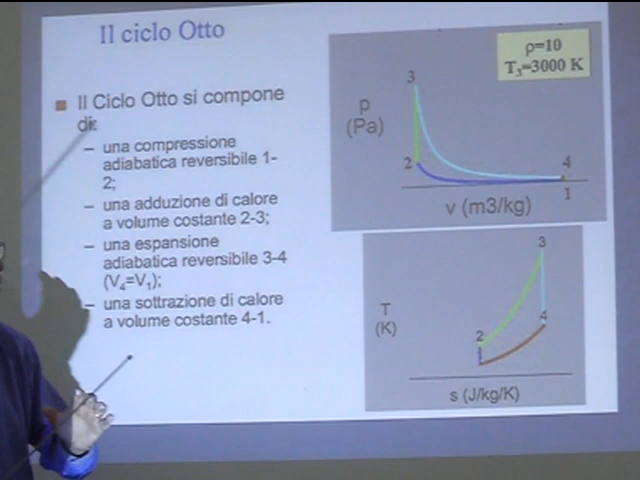 Il ciclo Otto
Il Ciclo Otto si compone
di:
– una compressione
adiabatica reversibile 1-
2;
– una adduzione di calore
a volume costante 2-3;
– una espansione
adiabatica reversibile 3-4
(V₄=V₁);
– una sottrazione di calore
a volume costante 4-1.
ρ=10
T₃=3000 K
3
p
(Pa)
2
4
1
v (m3/kg)
3
T
(K)
4
2
s (J/kg/K)